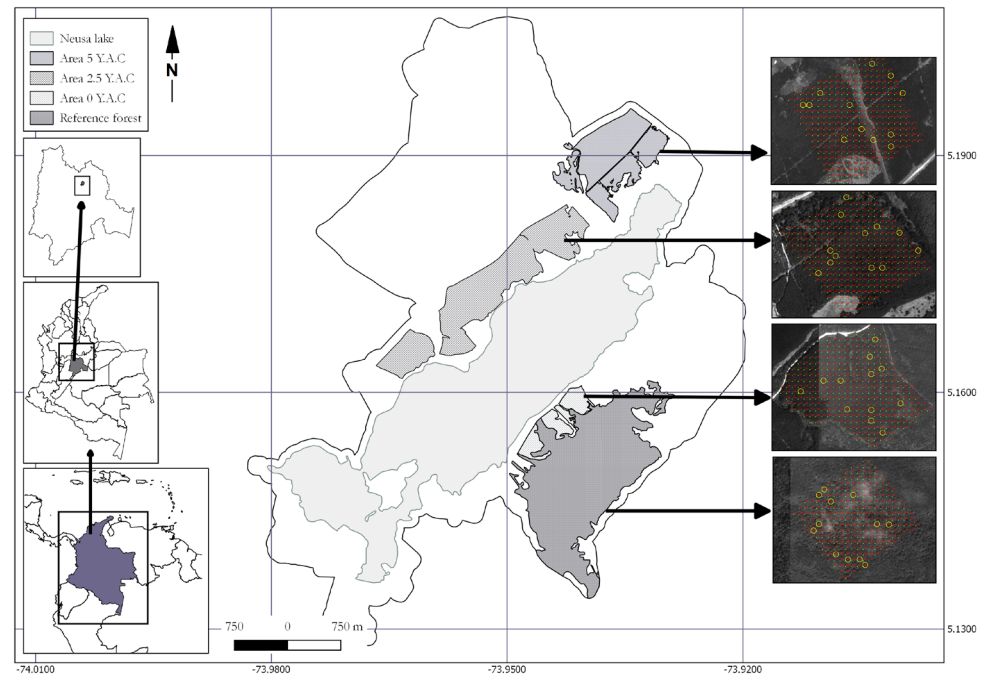 Neusa lake
Area 5 Y.A.C
Area 2.5 Y.A.C
Area 0 Y.A.C
Reference forest
N
5.1900
5.1600
5.1300
750 0 750 m
-74.0100 -73.9800 -73.9500 -73.9200